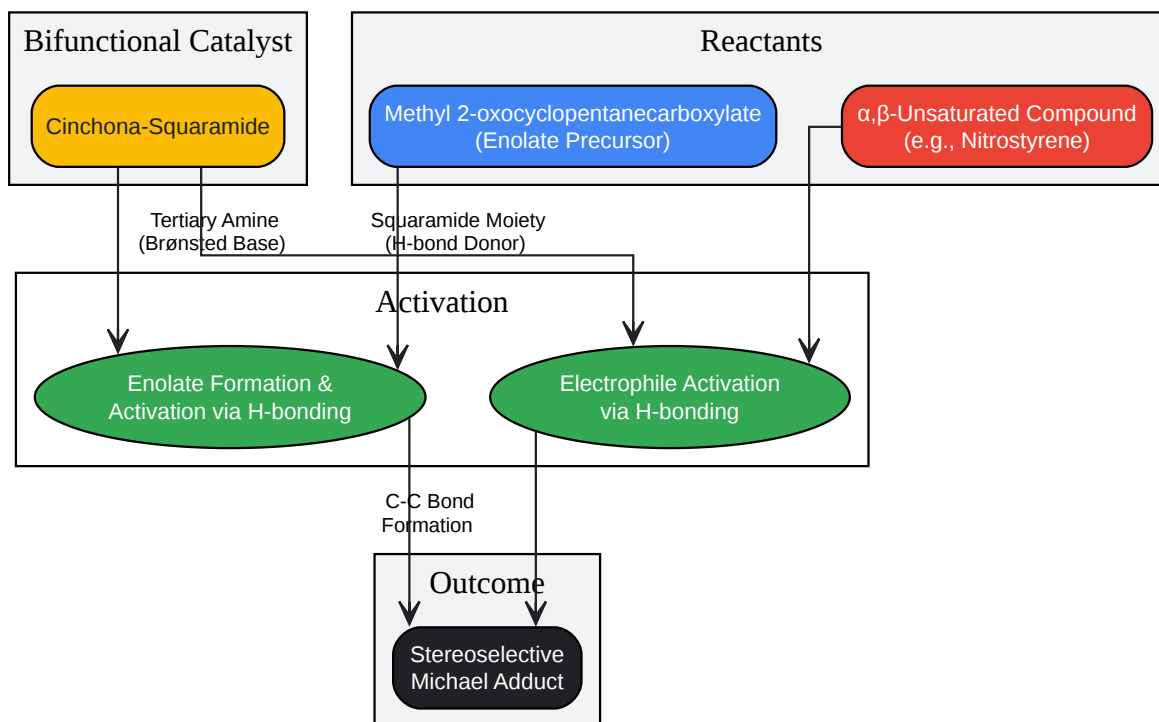 Bifunctional Catalyst
Reactants
Cinchona-Squaramide
Methyl 2-oxocyclopentanecarboxylate
(Enolate Precursor)
α,β-Unsaturated Compound
(e.g., Nitrostyrene)
Tertiary Amine
(Brønsted Base)
Squaramide Moiety
(H-bond Donor)
Activation
Enolate Formation &
Activation via H-bonding
Electrophile Activation
via H-bonding
C-C Bond
Formation
Outcome
Stereoselective
Michael Adduct